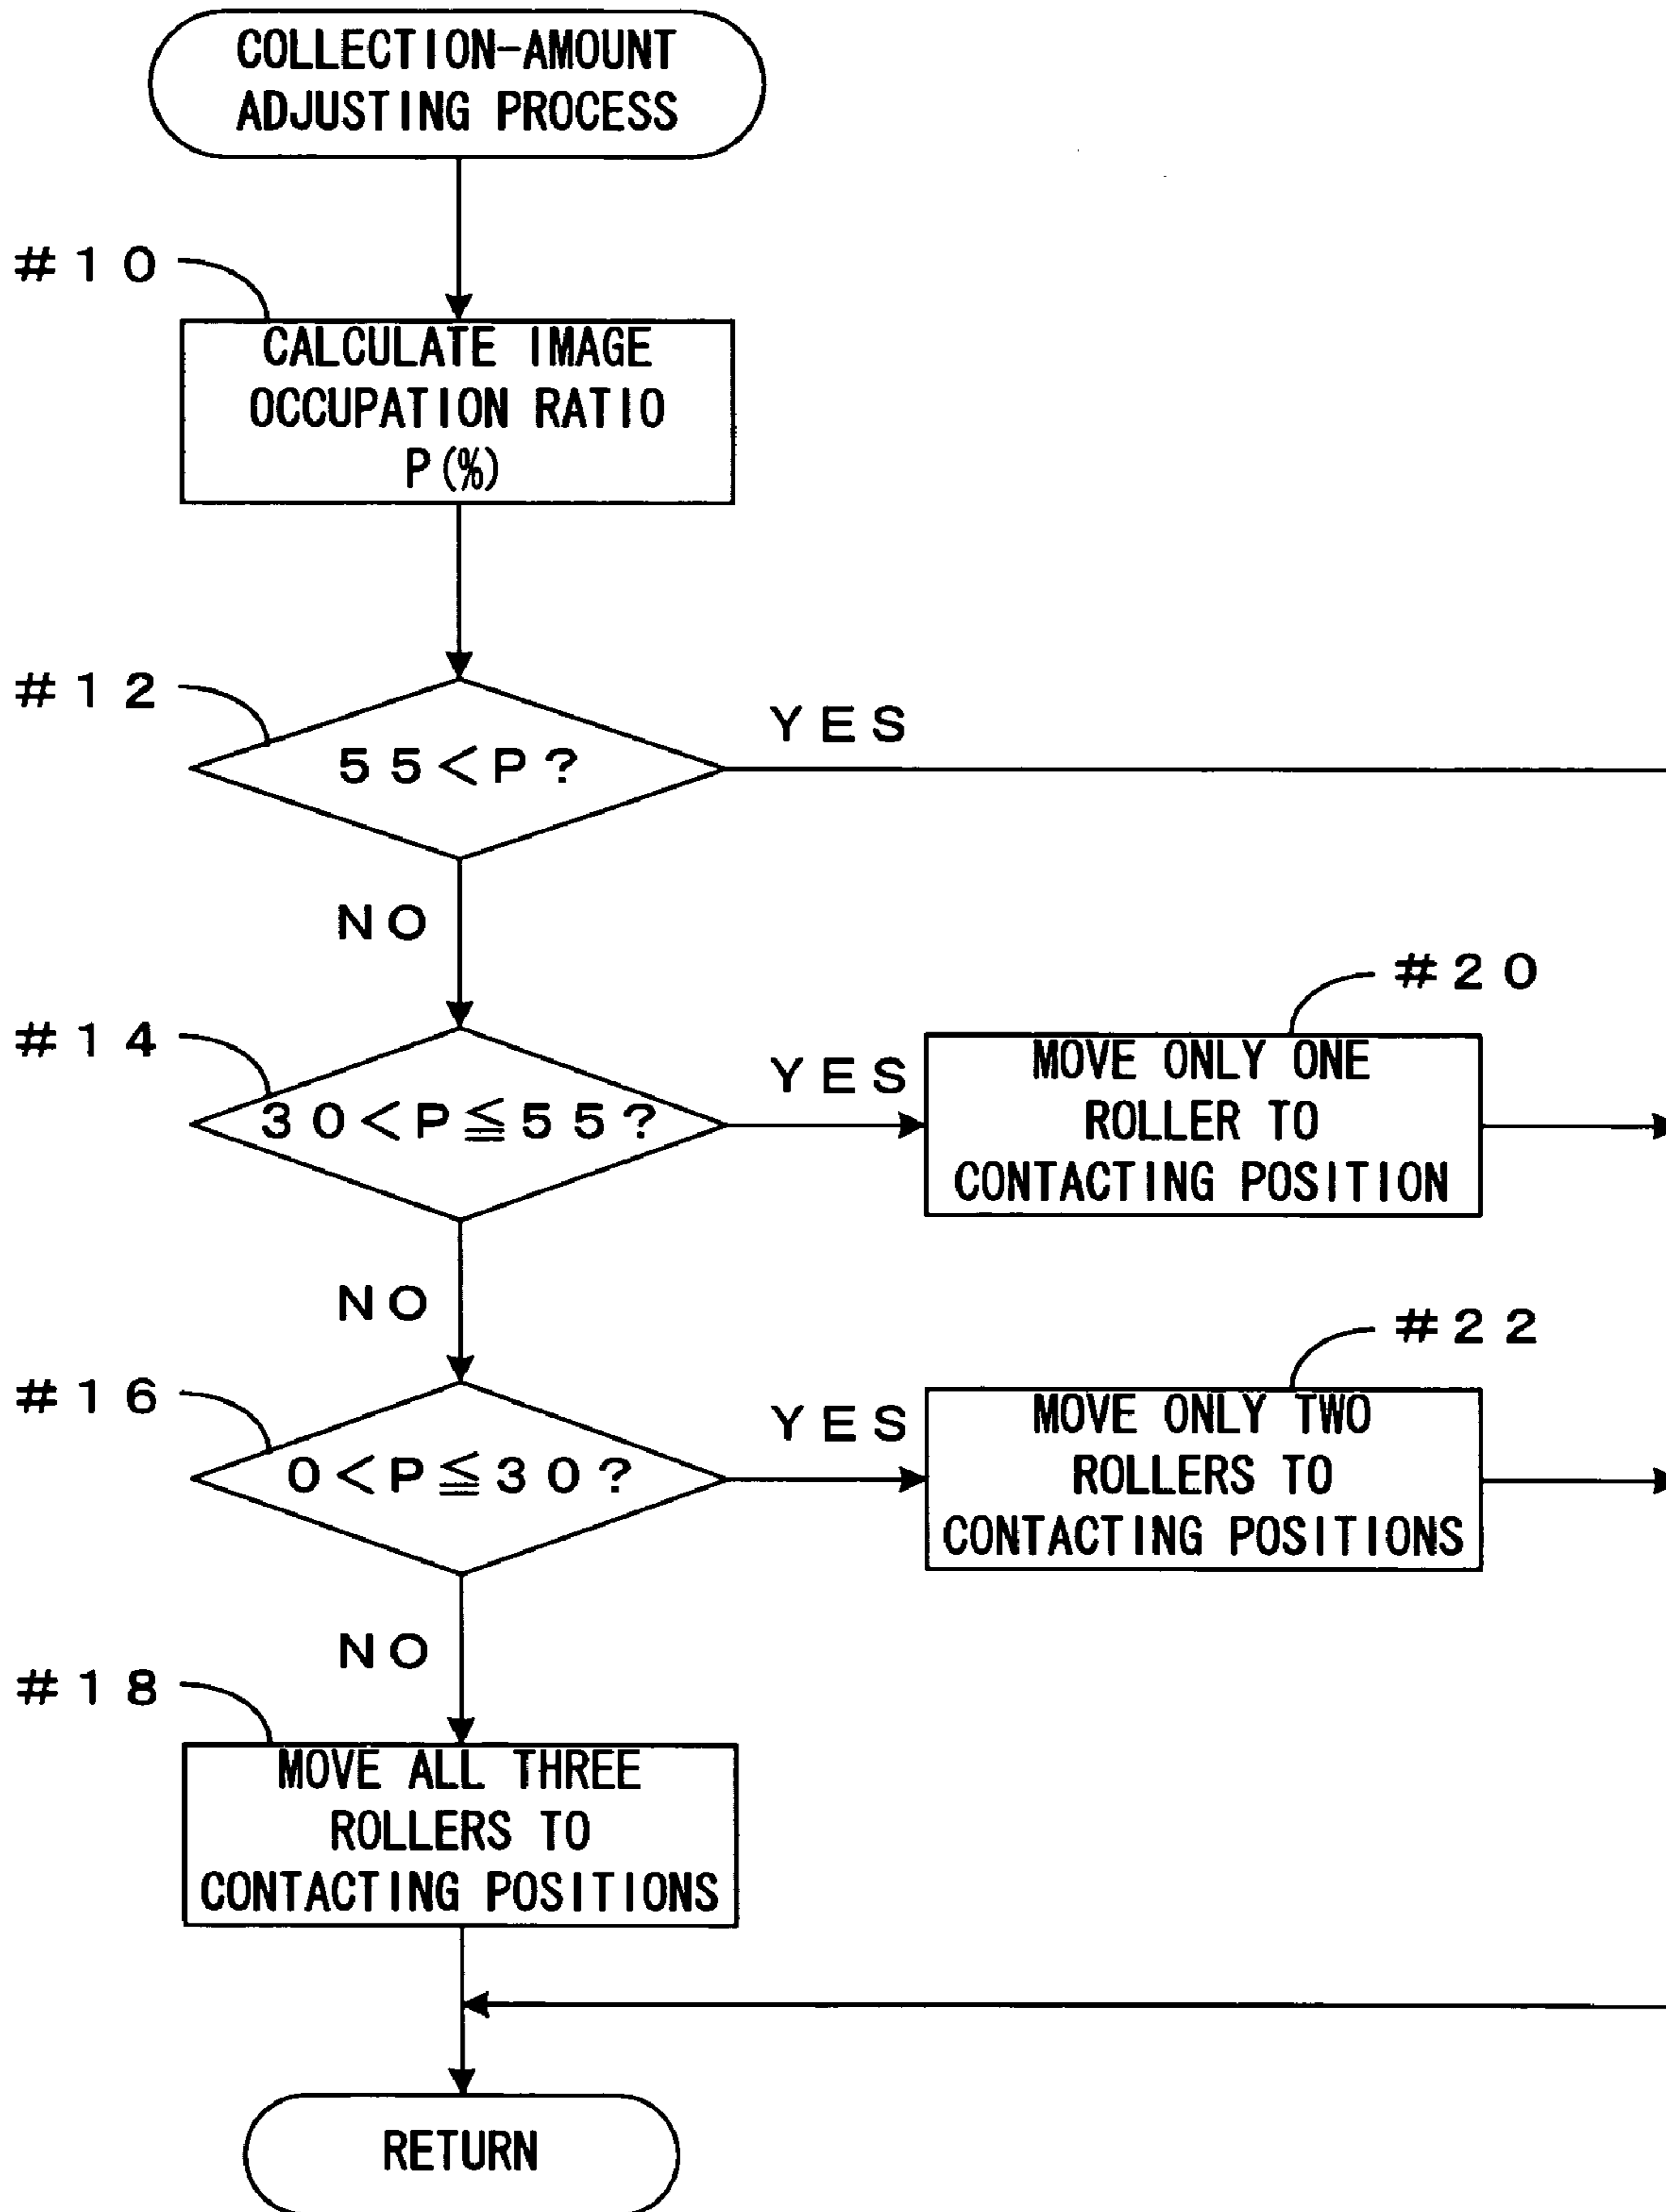 COLLECTION-AMOUNT
ADJUSTING PROCESS
#10
CALCULATE IMAGE
OCCUPATION RATIO
P(%)
#12
55<P?
YES
NO
#14
30<P≦55?
YES
#20
MOVE ONLY ONE
ROLLER TO
CONTACTING POSITION
NO
#16
0<P≦30?
YES
#22
MOVE ONLY TWO
ROLLERS TO
CONTACTING POSITIONS
NO
#18
MOVE ALL THREE
ROLLERS TO
CONTACTING POSITIONS
RETURN